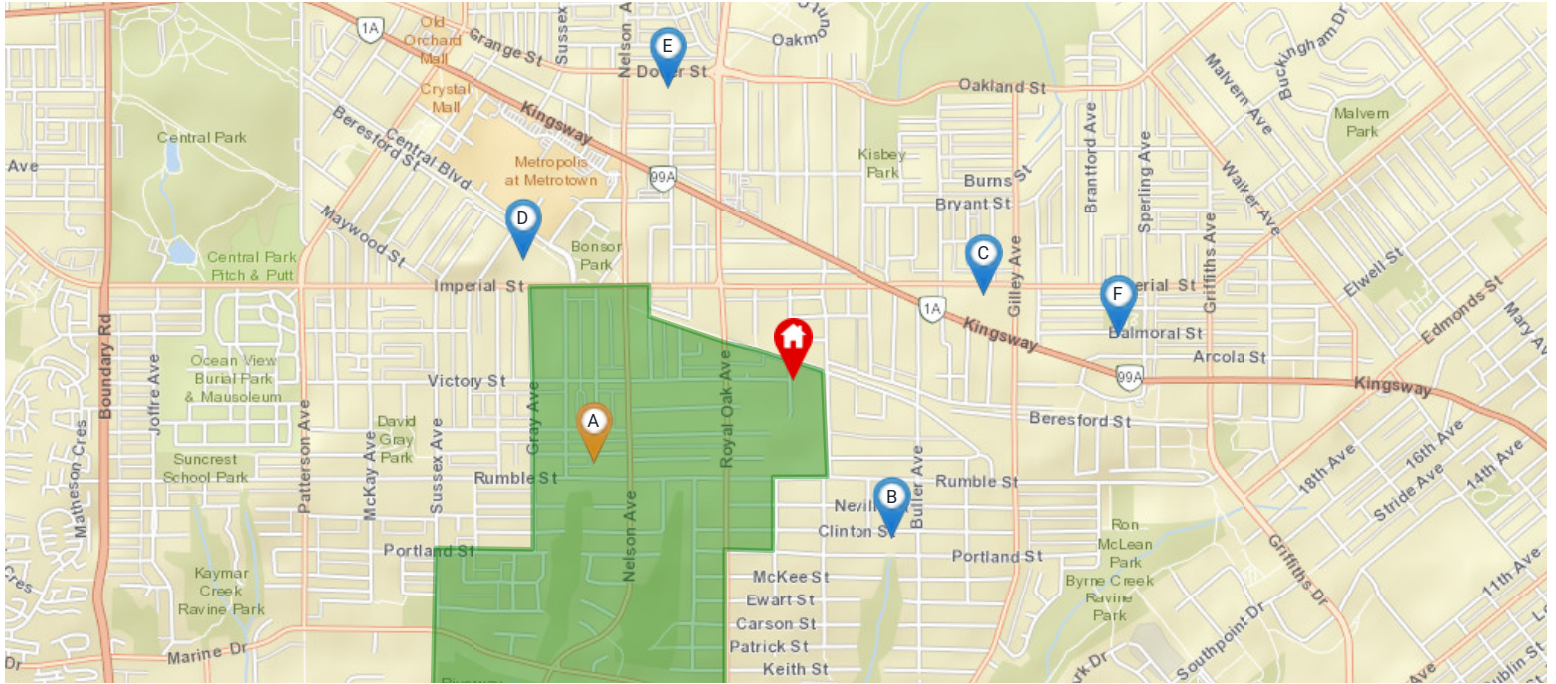 1A
Old
Orchard
Mall
Grange St
Sussex
Nelson A
E
Oakmo
Buckingham Dr
Malvern Ave
Oakland St
Crystal
Mall
Kingsway
Malvern
Park
Central Park
Beresford St
Central Blvd
Metropolis
at Metrotown
99A
Kisbey
Park
Burns St
Bryant St
Brantford Ave
Sperling Ave
Walker Ave
Ave
D
Maywood St
Bonsor
Park
C
Gilley Ave
Griffiths Ave
Elwell St
Central Park
Pitch & Putt
Imperial St
F
erial St
Edmonds St
Mary Av
1A
Kingsway
Balmoral St
Arcola St
99A
Kingsway
Boundary Rd
Joffre Ave
Ocean View
Burial Park
& Mausoleum
Victory St
Gray Ave
A
Royal Oak Ave
Beresford St
Matheson Cres
Patterson Ave
McKay Ave
David
Gray
Park
Sussex Ave
Suncrest
School Park
Rumble St
Nelson Ave
B
Butler Ave
Rumble St
Clinton S
18th Ave
16th Ave
Stride Ave
14th Ave
Portland St
Portland St
Ron
McLean
Park
Byrne Creek
Ravine
Park
Griffiths Dr
11th Ave
Cres
Kaymar
Creek
Ravine Park
McKee St
Ewart St
Carson St
Patrick St
Keith St
Marine Dr
Dr
Southpoint Dr
rk Dr
Ave